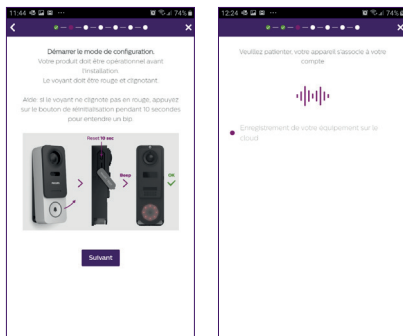 11:44
74%
Démarrer le mode de configuration.
Votre produit doit être opérationnel avant
l'installation.
Le voyant doit être rouge et clignotant
Aide: si le voyant ne clignote pas en rouge, appuyez
sur le bouton de réinitialisation pendant 10 secondes
pour entendre un bip.
Reset 10 sec
Beep
OK
Suivant
12:24
74%
Veuillez patienter, votre appareil s'associe à votre
compte
Enregistrement de votre équipement sur le
cloud